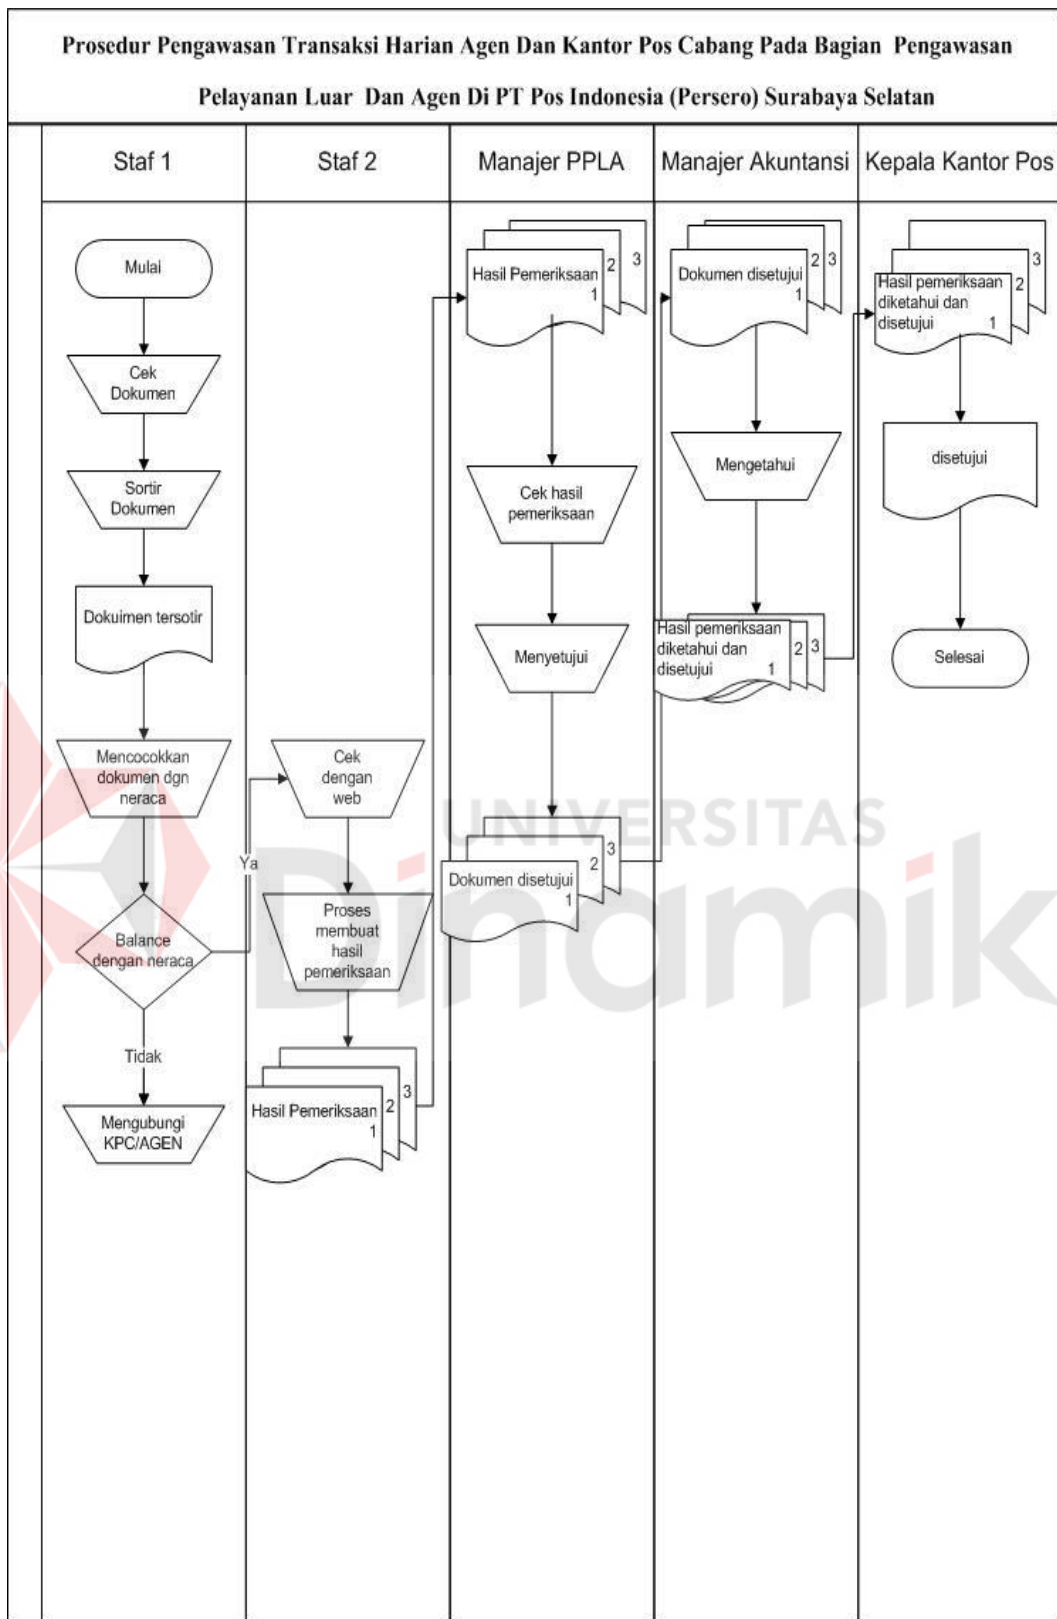 Prosedur Pengawasan Transaksi Harian Agen Dan Kantor Pos Cabang Pada Bagian Pengawasan
Pelayanan Luar Dan Agen Di PT Pos Indonesia (Persero) Surabaya Selatan
Staf 1
Staf 2
Manajer PPLA
Manajer Akuntansi
Kepala Kantor Pos
Mulai
Cek
Dokumen
Sortir
Dokumen
Dokuimen tersotir
Mencocokkan
dokumen dgn
neraca
Balance
dengan neraca
Ya
Tidak
Mengubungi
KPC/AGEN
Cek
dengan
web
Proses
membuat
hasil
pemeriksaan
Hasil Pemeriksaan
1
2
3
Hasil Pemeriksaan
1
2
3
Cek hasil
pemeriksaan
Menyetujui
Dokumen disetujui
1
2
3
Dokumen disetujui
1
2
3
Mengetahui
Hasil pemeriksaan
diketahui dan
disetujui
1
2
3
Hasil pemeriksaan
diketahui dan
disetujui
1
2
3
disetujui
Selesai
UNIVERSITAS
Dinamik